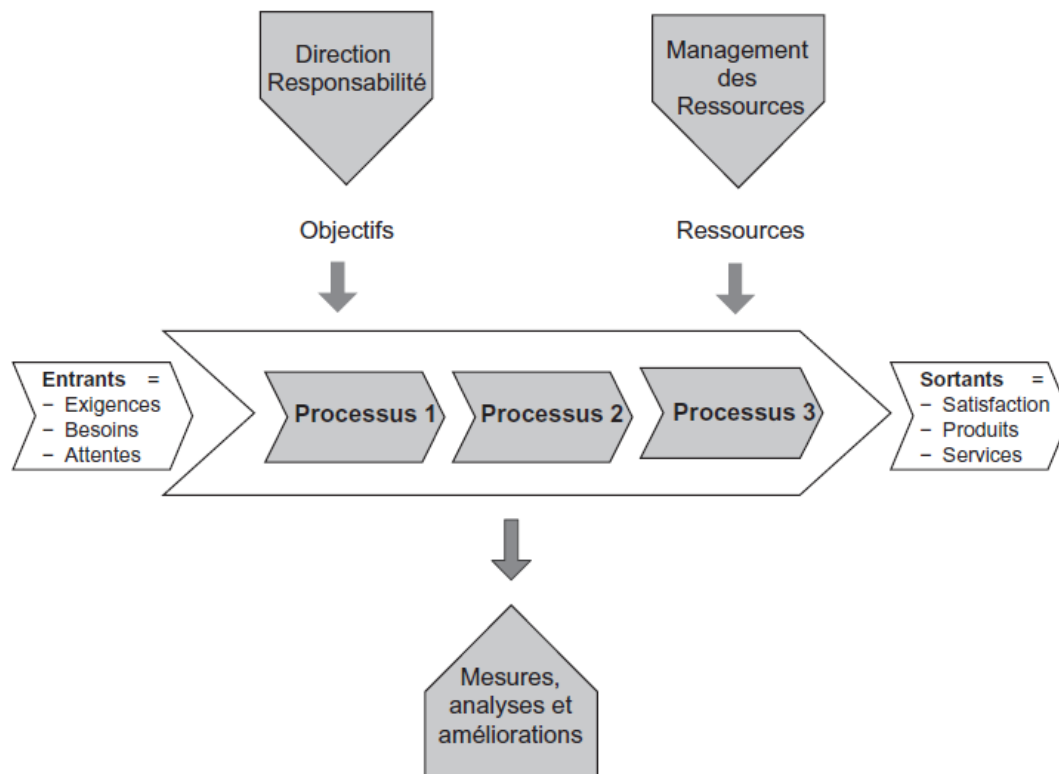 Direction
Responsabilité
Management
des
Ressources
Objectifs
Ressources
Entrants =
– Exigences
– Besoins
– Attentes
Processus 1
Processus 2
Processus 3
Sortants =
– Satisfaction
– Produits
– Services
Mesures,
analyses et
améliorations